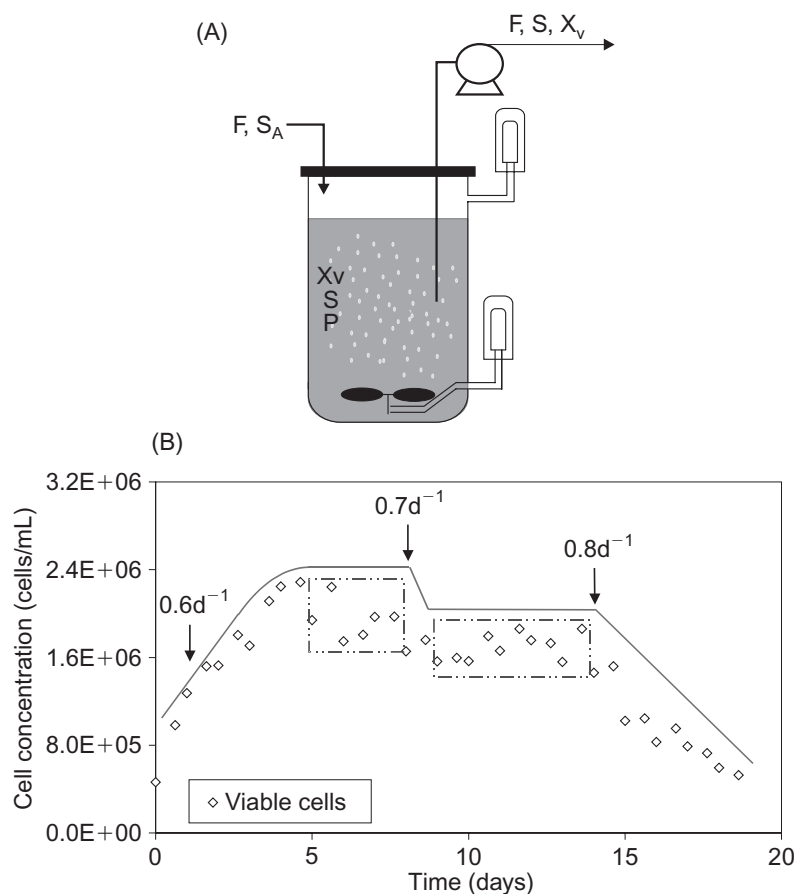 (A)
F, S, Xᵥ
F, S_A
Xv
S
P
(B)
Cell concentration (cells/mL)
3.2E+06
2.4E+06
1.6E+06
8.0E+05
0.0E+00
0.6d⁻¹
0.7d⁻¹
0.8d⁻¹
Viable cells
0 5 10 15 20
Time (days)